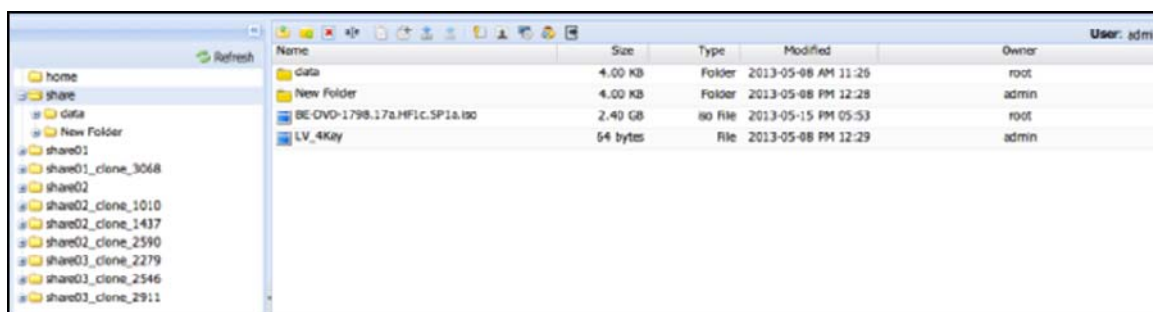 User: admi
Refresh
Name Size Type Modified Owner
home
share
data
New Folder
share01
share01_clone_3068
share02
share02_clone_1010
share02_clone_1437
share02_clone_2590
share03_clone_2279
share03_clone_2546
share03_clone_2911
data 4.00 KB Folder 2013-05-08 AM 11:26 root
New Folder 4.00 KB Folder 2013-05-08 PM 12:28 admin
BE-DVD-1798.17a.HF1c.SP1a.iso 2.40 GB iso File 2013-05-15 PM 05:53 root
LV_4Key 64 bytes File 2013-05-08 PM 12:29 admin